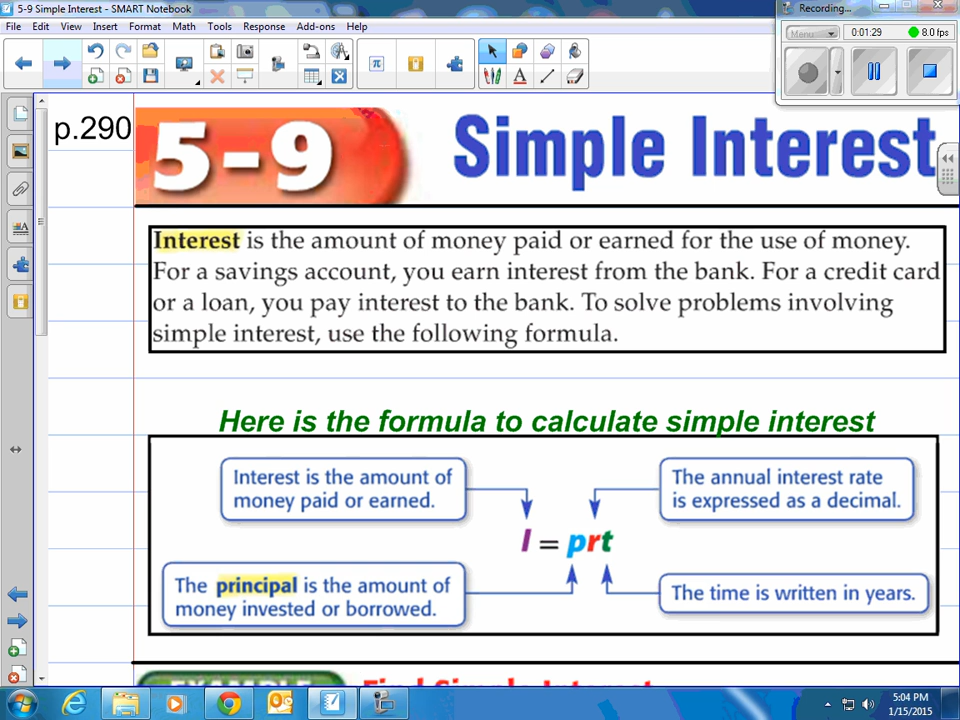 5-9 Simple Interest - SMART Notebook
Recording...
File Edit View Insert Format Math Tools Response Add-ons Help
Menu
0:01:29
8.0 fps
p.290
5-9 Simple Interest
Interest is the amount of money paid or earned for the use of money.
For a savings account, you earn interest from the bank. For a credit card
or a loan, you pay interest to the bank. To solve problems involving
simple interest, use the following formula.
Here is the formula to calculate simple interest
Interest is the amount of
money paid or earned.
The annual interest rate
is expressed as a decimal.
I = prt
The principal is the amount of
money invested or borrowed.
The time is written in years.
EXAMPLE Find Simple Interest
5:04 PM
1/15/2015